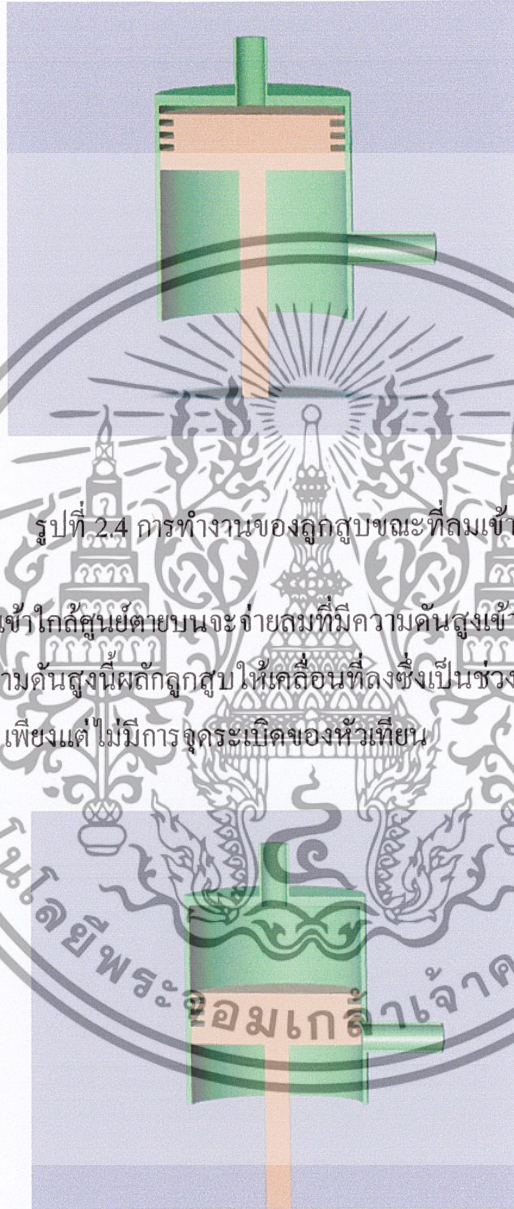 รูปที่ 2.4 การทำงานของลูกสูบขณะที่ลมเข้า
เข้าใกล้ศูนย์ตายบนจะจ่ายลมที่มีความดันสูงเข้า
ามดันสูงนี้ผลักลูกสูบให้เคลื่อนที่ลงซึ่งเป็นช่วง
เพียงแต่ไม่มีการจุดระเบิดของหัวเทียน
โนโลยีพระจอมเกล้าเจ้าค